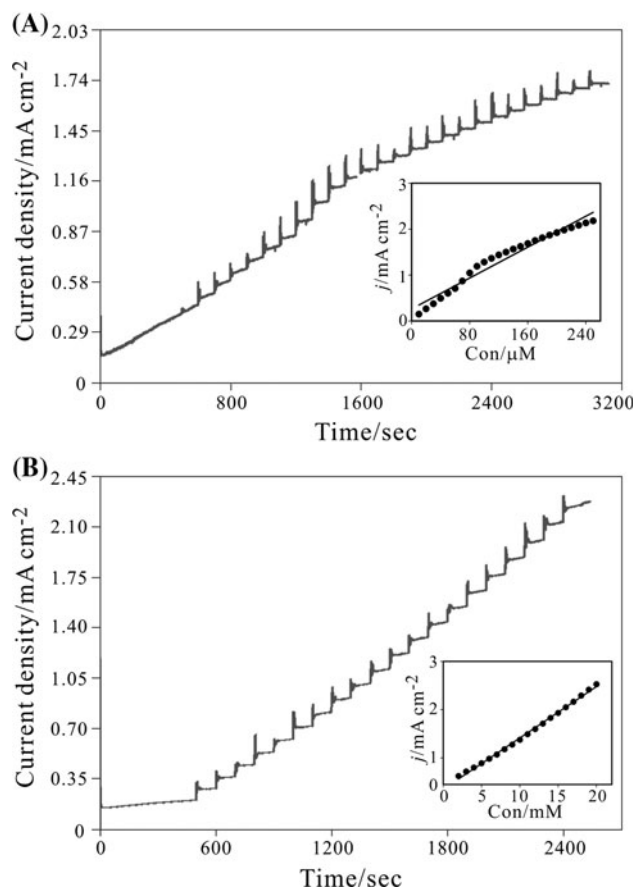 (A)
2.03
1.74
1.45
1.16
0.87
0.58
0.29
0
Current density/mA cm-2
0 800 1600 2400 3200
Time/sec
3
2
1
0
j/mA cm-2
0 80 160 240
Con/μM
(B)
2.45
2.10
1.75
1.40
1.05
0.70
0.35
0
Current density/mA cm-2
0 600 1200 1800 2400
Time/sec
3
2
1
0
j/mA cm-2
0 5 10 15 20
Con/mM